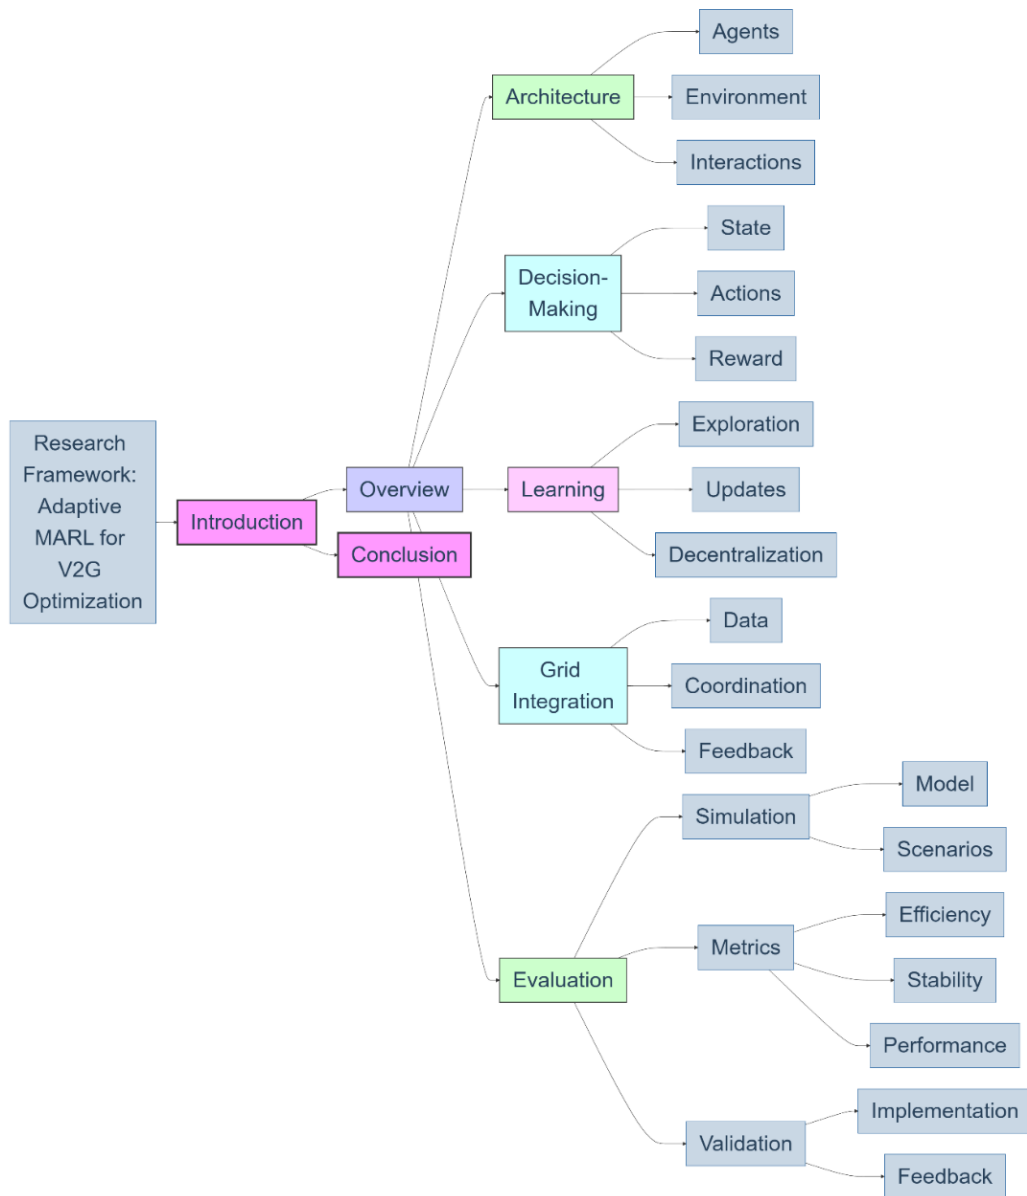 Research
Framework:
Adaptive
MARL for
V2G
Optimization
Introduction
Overview
Conclusion
Architecture
Agents
Environment
Interactions
Decision-
Making
State
Actions
Reward
Learning
Exploration
Updates
Decentralization
Grid
Integration
Data
Coordination
Feedback
Evaluation
Simulation
Model
Scenarios
Metrics
Efficiency
Stability
Performance
Validation
Implementation
Feedback